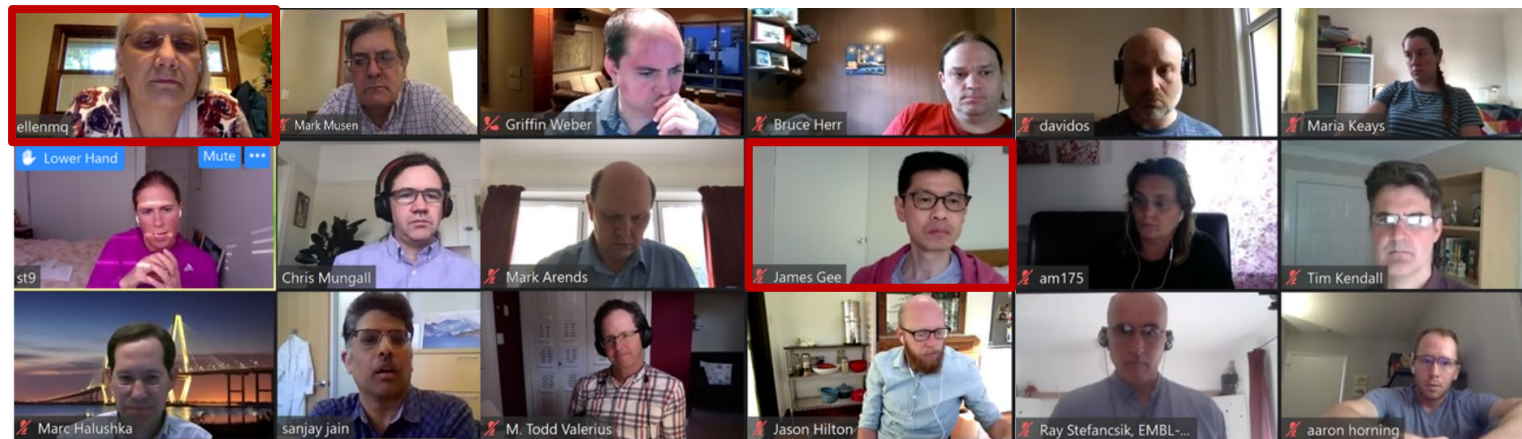 ellenmq
Mark Musen
Griffin Weber
Bruce Herr
davidos
Maria Keays
Lower Hand
Mute
st9
Chris Mungall
Mark Arends
James Gee
am175
Tim Kendall
Marc Halushka
sanjay jain
M. Todd Valerius
Jason Hilton
Ray Stefancsik, EMBL-...
aaron horning